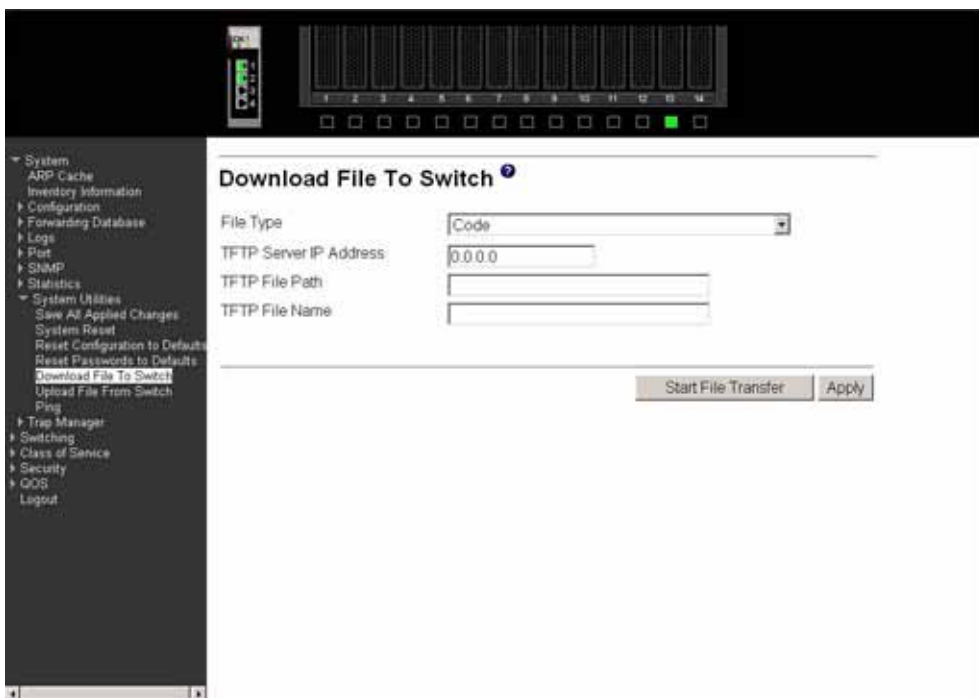 1
2
3
4
1 2 3 4 5 6 7 8 9 10 11 12 13 14
System
ARP Cache
Inventory Information
Configuration
Forwarding Database
Logs
Port
SNMP
Statistics
System Utilities
Save All Applied Changes
System Reset
Reset Configuration to Defaults
Reset Passwords to Defaults
Download File To Switch
Upload File From Switch
Ping
Trap Manager
Switching
Class of Service
Security
QOS
Logout
Download File To Switch ?
File Type Code
TFTP Server IP Address 0.0.0.0
TFTP File Path
TFTP File Name
Start File Transfer Apply